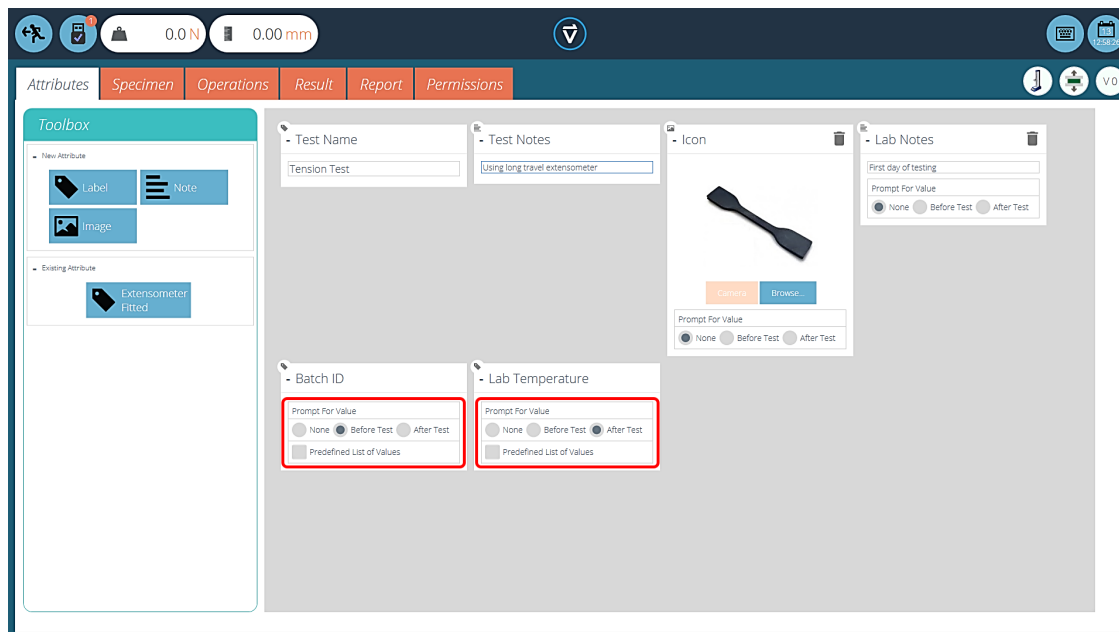 1
0.0 N
0.00 mm
13
12.58.26
Attributes
Specimen
Operations
Result
Report
Permissions
V 0
Toolbox
- New Attribute
Label
Note
Image
- Existing Attribute
Extensometer
Fitted
- Test Name
Tension Test
- Test Notes
Using long travel extensometer
- Icon
Camera
Browse...
Prompt For Value
None
Before Test
After Test
- Lab Notes
First day of testing
Prompt For Value
None
Before Test
After Test
- Batch ID
Prompt For Value
None
Before Test
After Test
Predefined List of Values
- Lab Temperature
Prompt For Value
None
Before Test
After Test
Predefined List of Values